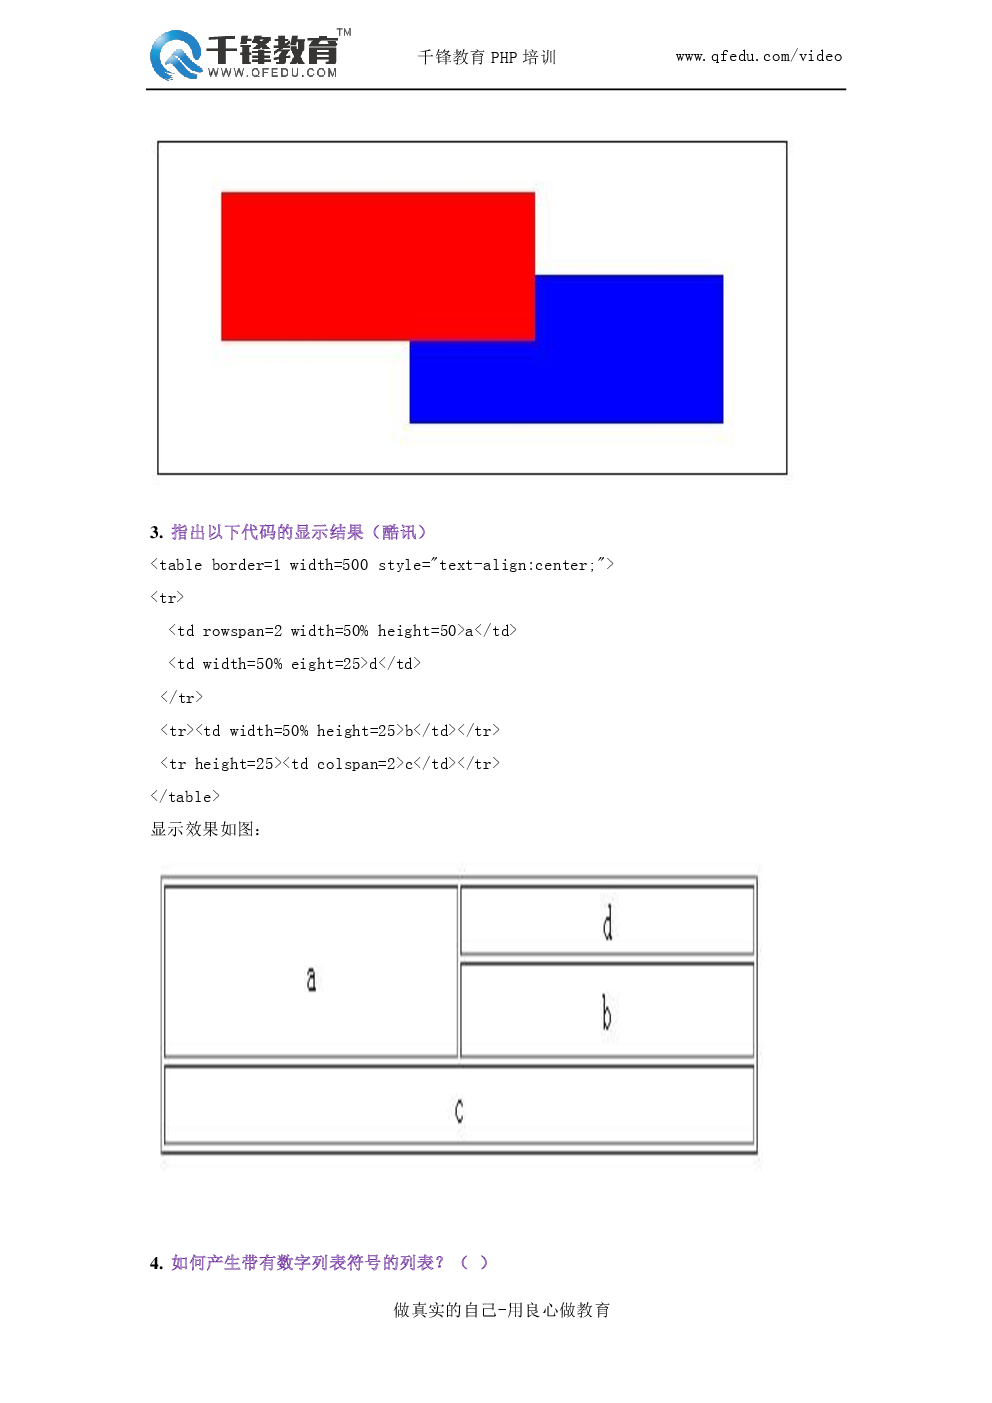 千锋教育TM
WWW.QFEDU.COM
千锋教育 PHP 培训
www.qfedu.com/video
3. 指出以下代码的显示结果（酷讯）
<table border=1 width=500 style="text-align:center;">
<tr>
<td rowspan=2 width=50% height=50>a</td>
<td width=50% eight=25>d</td>
</tr>
<tr><td width=50% height=25>b</td></tr>
<tr height=25><td colspan=2>c</td></tr>
</table>
显示效果如图：
d
a
b
c
4. 如何产生带有数字列表符号的列表？（ ）
做真实的自己-用良心做教育